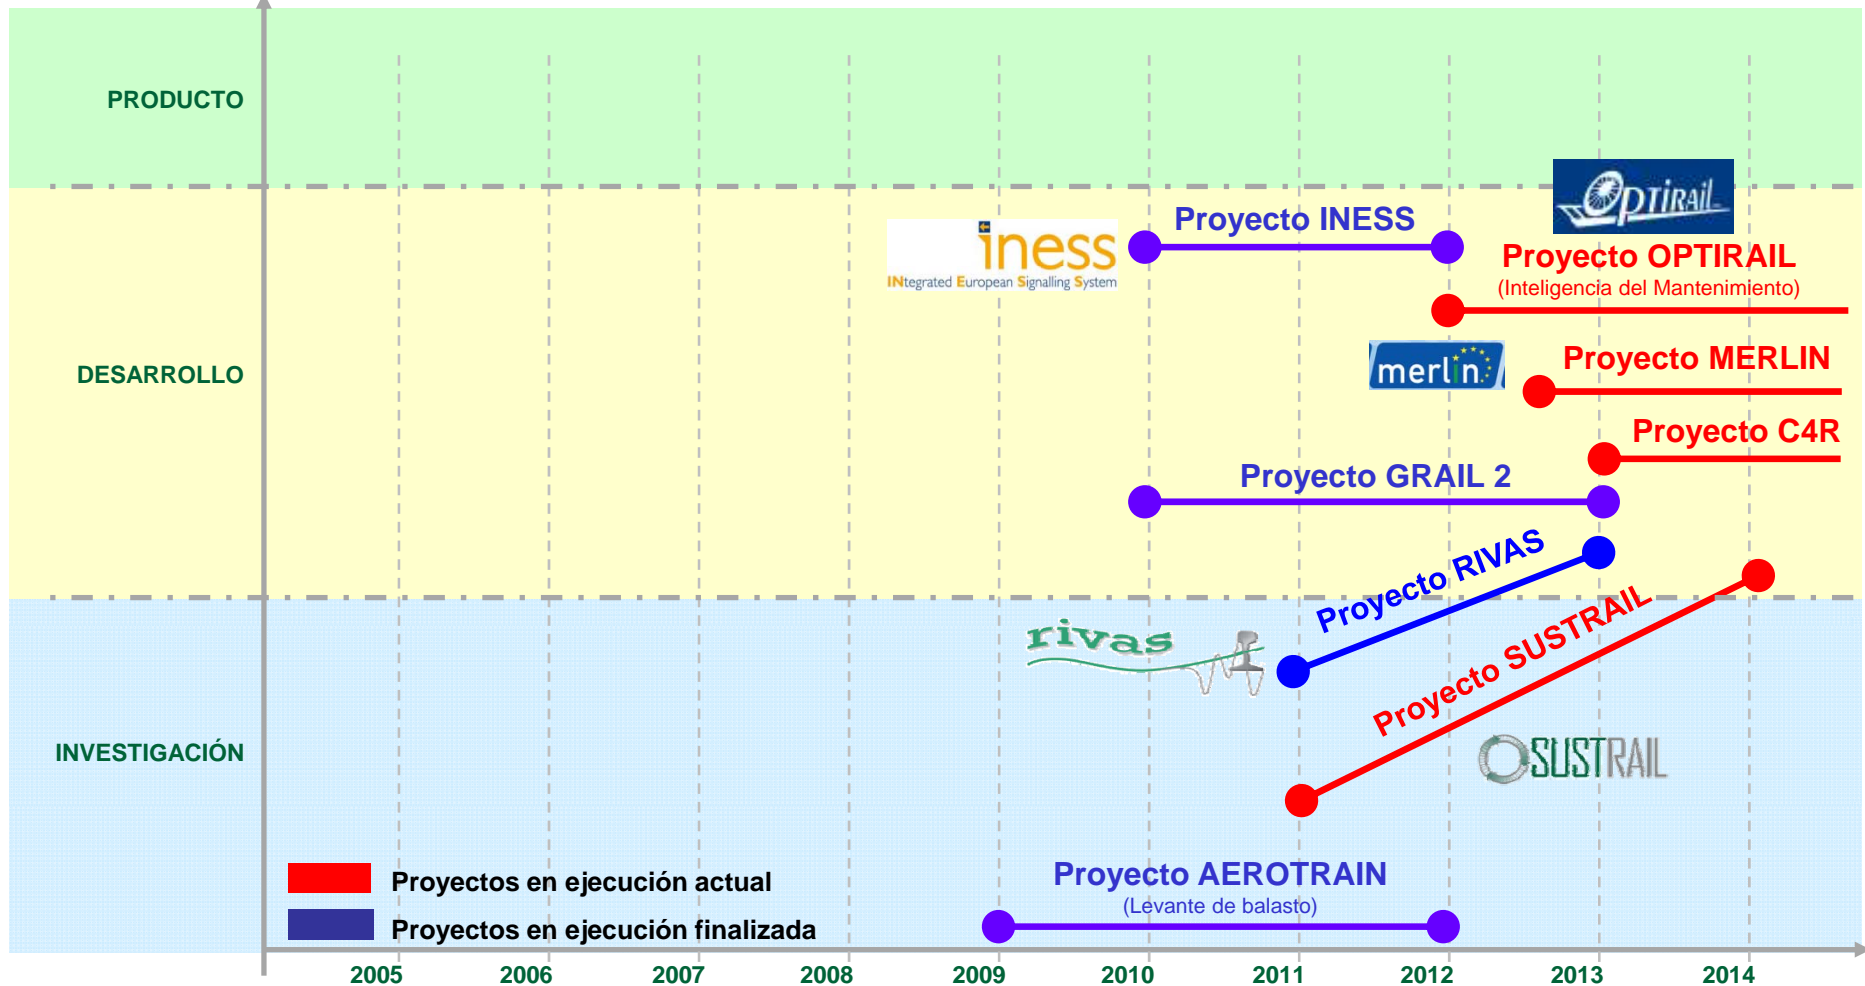 PRODUCTO
OPTIRAIL
Proyecto INESS
iness
INtegrated European Signalling System
Proyecto OPTIRAIL
(Inteligencia del Mantenimiento)
merlin
Proyecto MERLIN
DESARROLLO
Proyecto C4R
Proyecto GRAIL 2
Proyecto RIVAS
rivas
Proyecto SUSTRAIL
SUSTRAIL
INVESTIGACIÓN
Proyecto AEROTRAIN
(Levante de balasto)
Proyectos en ejecución actual
Proyectos en ejecución finalizada
2005 2006 2007 2008 2009 2010 2011 2012 2013 2014